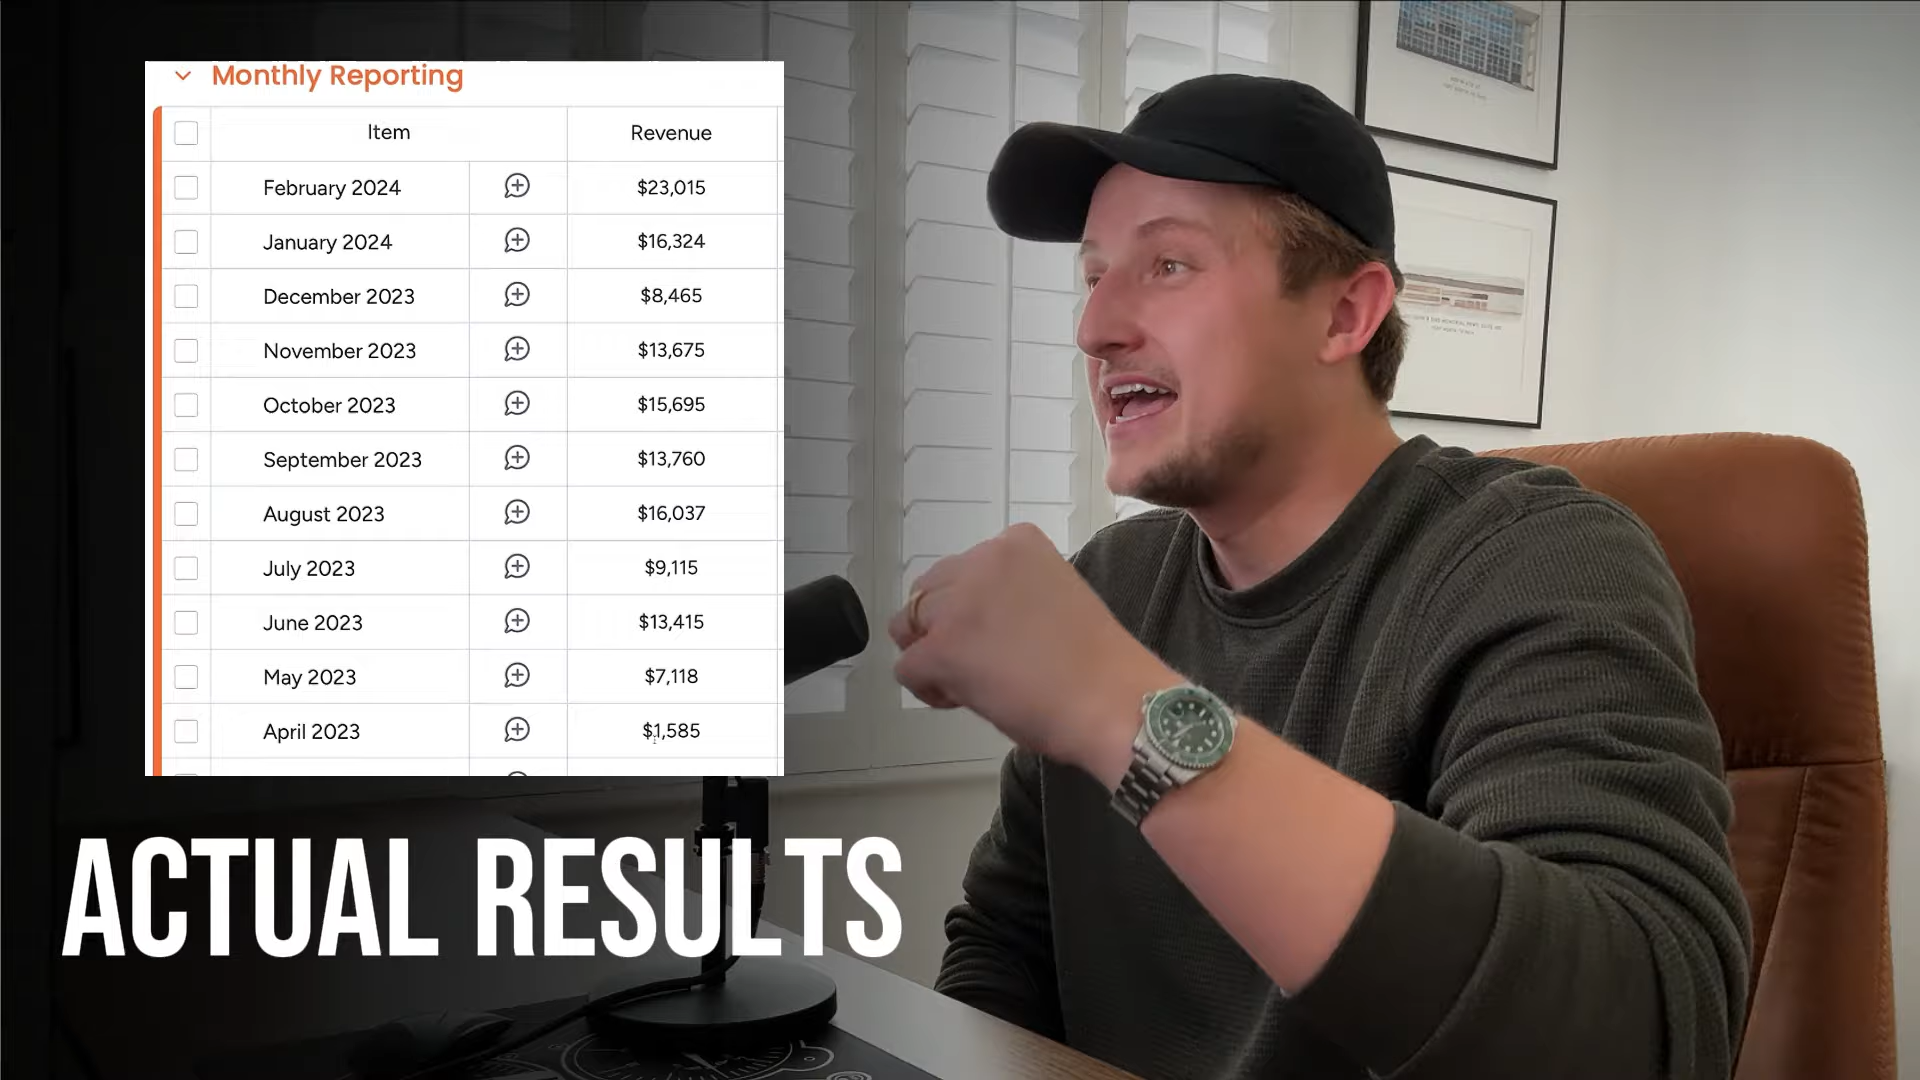 Monthly Reporting
Item Revenue
February 2024 $23,015
January 2024 $16,324
December 2023 $8,465
November 2023 $13,675
October 2023 $15,695
September 2023 $13,760
August 2023 $16,037
July 2023 $9,115
June 2023 $13,415
May 2023 $7,118
April 2023 $1,585
ACTUAL RESULTS